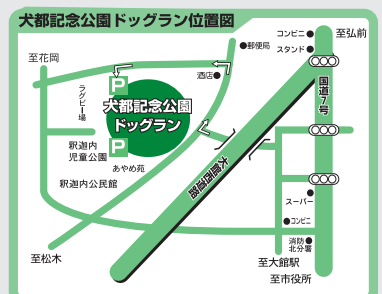 犬都記念公園ドッグラン位置図
至花岡
コンビニ
至弘前
郵便局
スタンド
酒店
国道7号
P
犬都記念公園
ドッグラン
ラグビー場
P
釈迦内
児童公園
あやめ苑
釈迦内公民館
大館西道路
スーパー
コンビニ
消防
北分署
至松木
至大館駅
至市役所